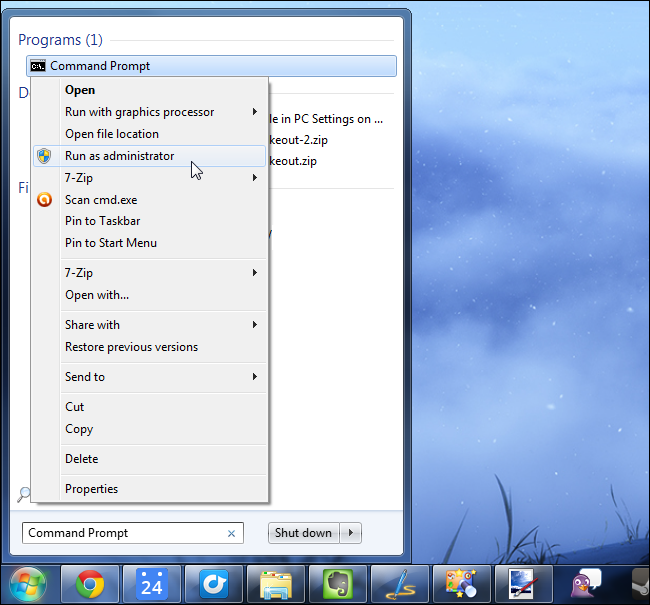 Programs (1)
Command Prompt
Open
Run with graphics processor
le in PC Settings on ...
Open file location
keout-2.zip
Run as administrator
keout.zip
7-Zip
Fi
Scan cmd.exe
Pin to Taskbar
Pin to Start Menu
7-Zip
Open with...
Share with
Restore previous versions
Send to
Cut
Copy
Delete
Properties
Command Prompt
Shut down
24